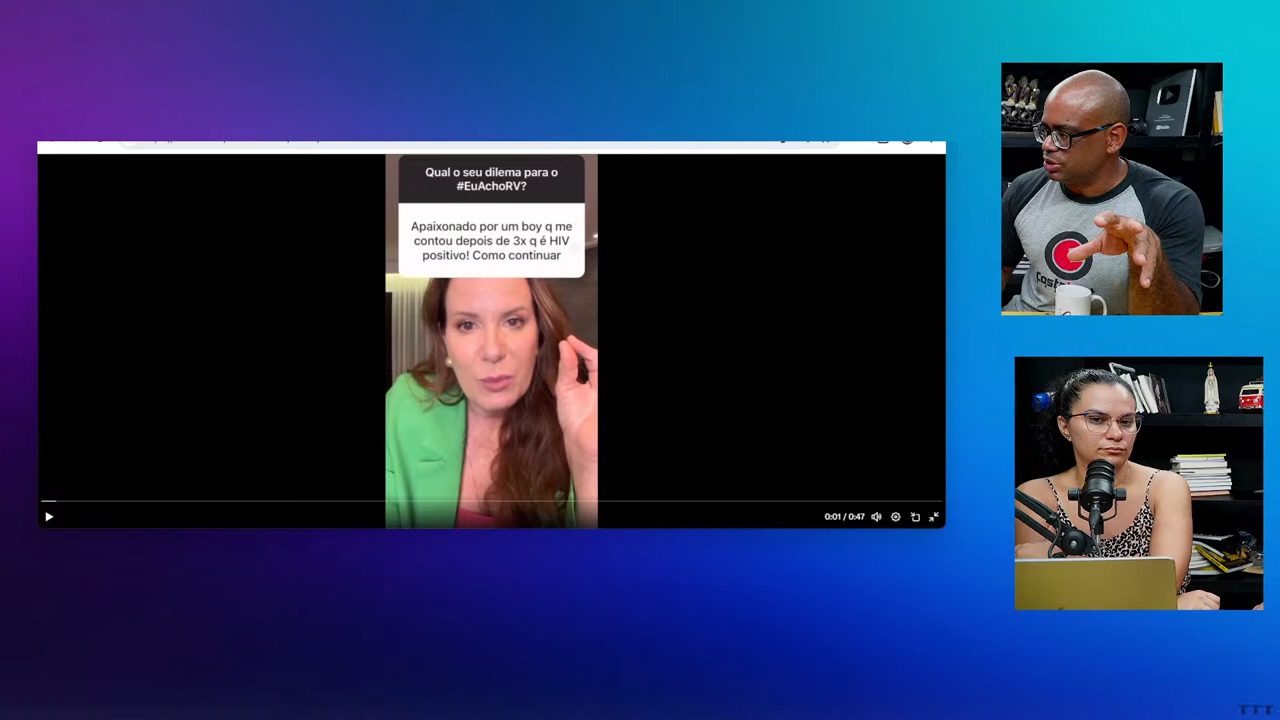 Qual o seu dilema para o
#EuAchoRV?
Apaixonado por um boy q me
contou depois de 3x q é HIV
positivo! Como continuar
0:01 / 0:47